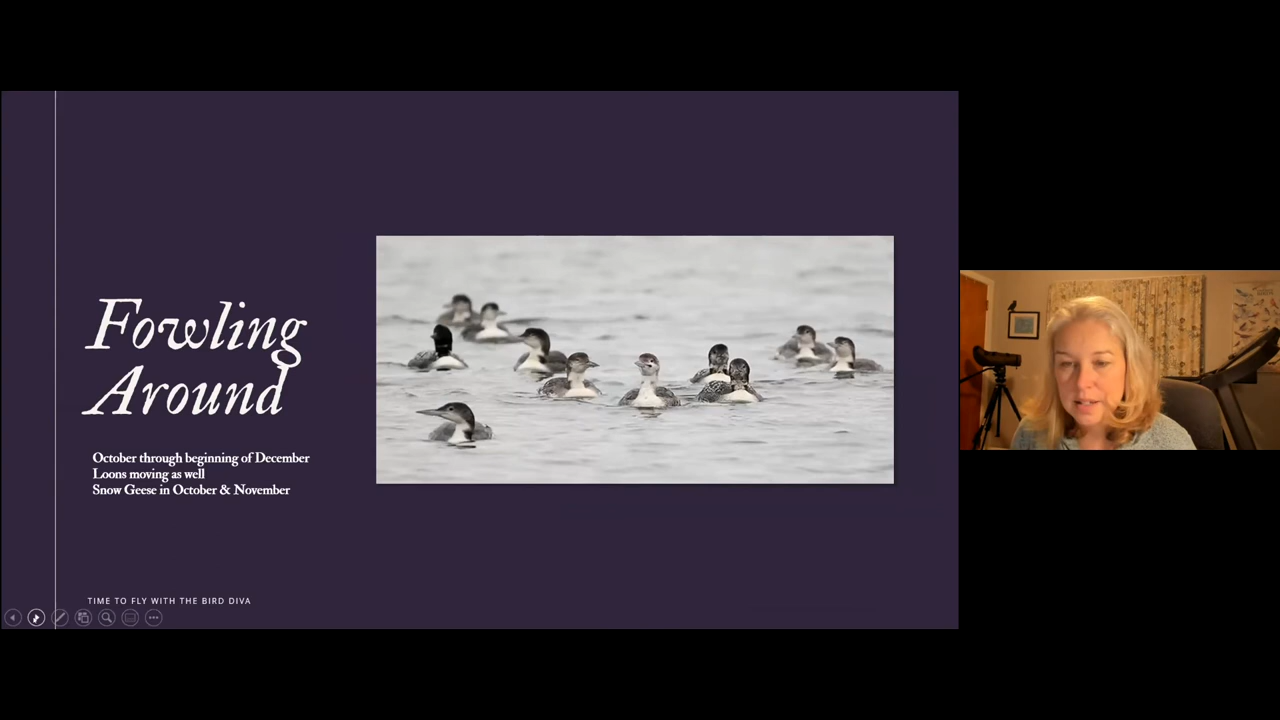 Fowling
Around
October through beginning of December
Loons moving as well
Snow Geese in October & November
TIME TO FLY WITH THE BIRD DIVA